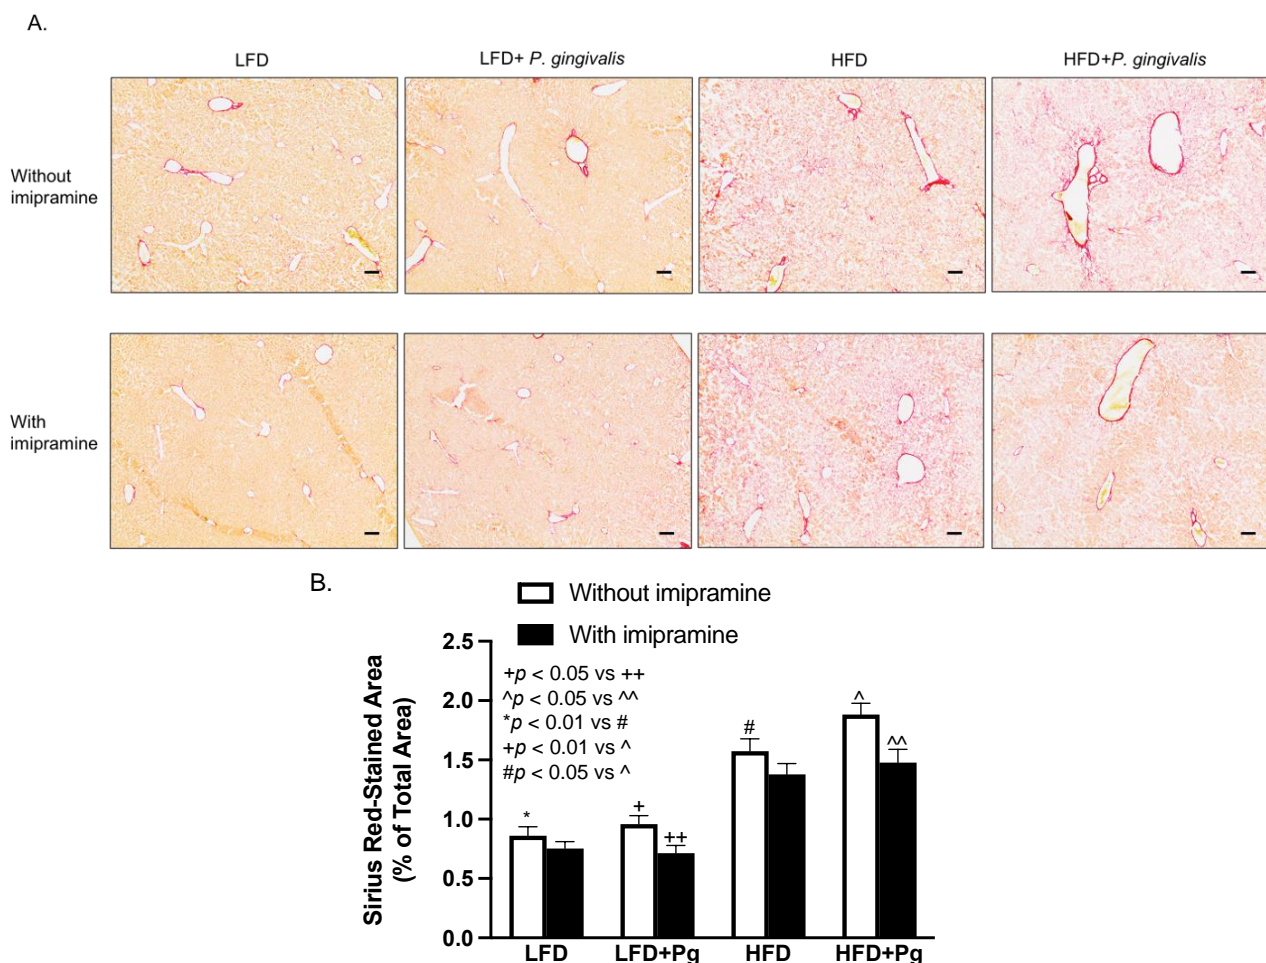 A.
LFD
LFD+ P. gingivalis
HFD
HFD+P. gingivalis
Without
imipramine
With
imipramine
B.
Without imipramine
With imipramine
+p < 0.05 vs ++
^p < 0.05 vs ^^
*p < 0.01 vs #
+p < 0.01 vs ^
#p < 0.05 vs ^
Sirius Red-Stained Area
(% of Total Area)
2.5
2.0
1.5
1.0
0.5
0.0
*
+
++
#
^
^^
LFD
LFD+Pg
HFD
HFD+Pg